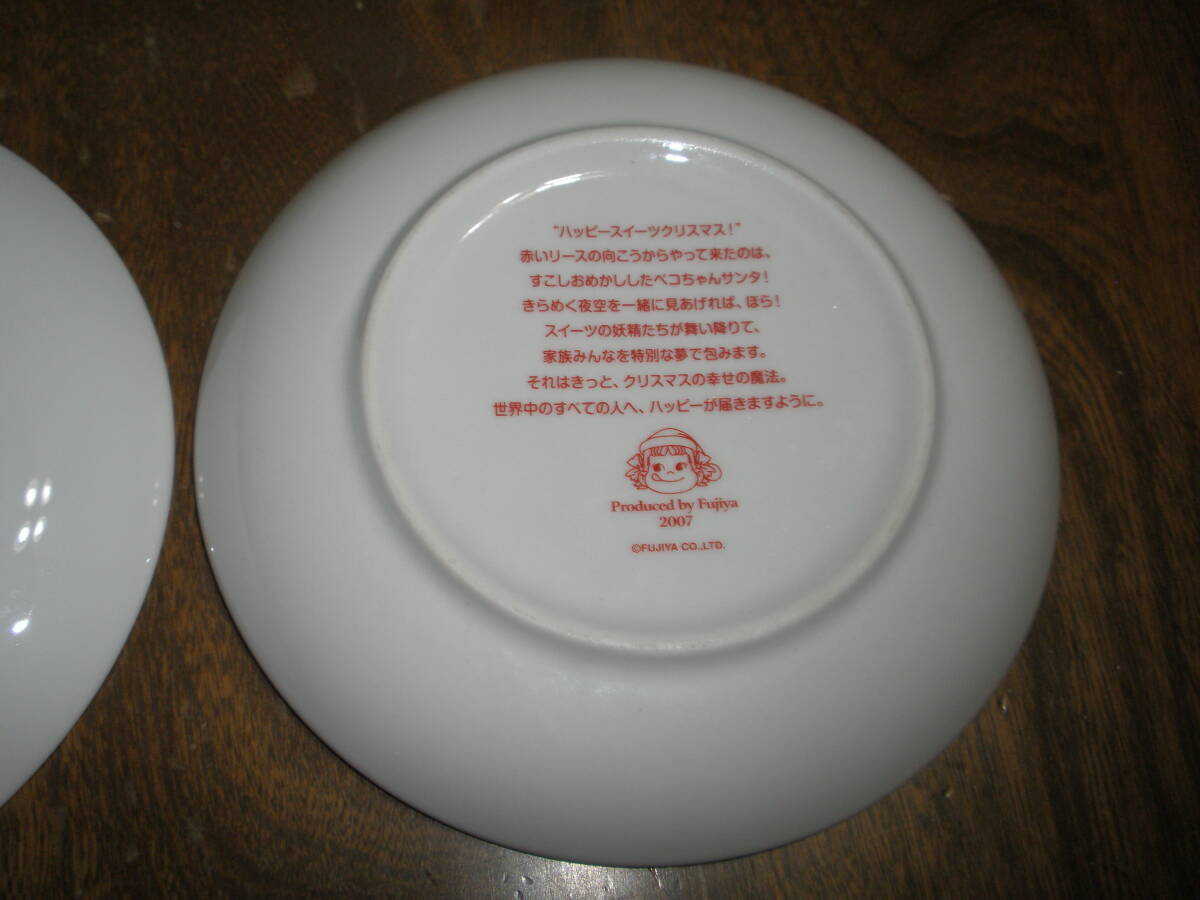 “ハッピースイーツクリスマス！”
赤いリースの向こうからやって来たのは、
すこしおめかししたペコちゃんサンタ！
きらめく夜空を一緒に見あげれば、ほら！
スイーツの妖精たちが舞い降りて、
家族みんなを特別な夢で包みます。
それはきっと、クリスマスの幸せの魔法。
世界中のすべての人へ、ハッピーが届きますように。
Produced by Fujiya
2007
©FUJIYA CO.,LTD.